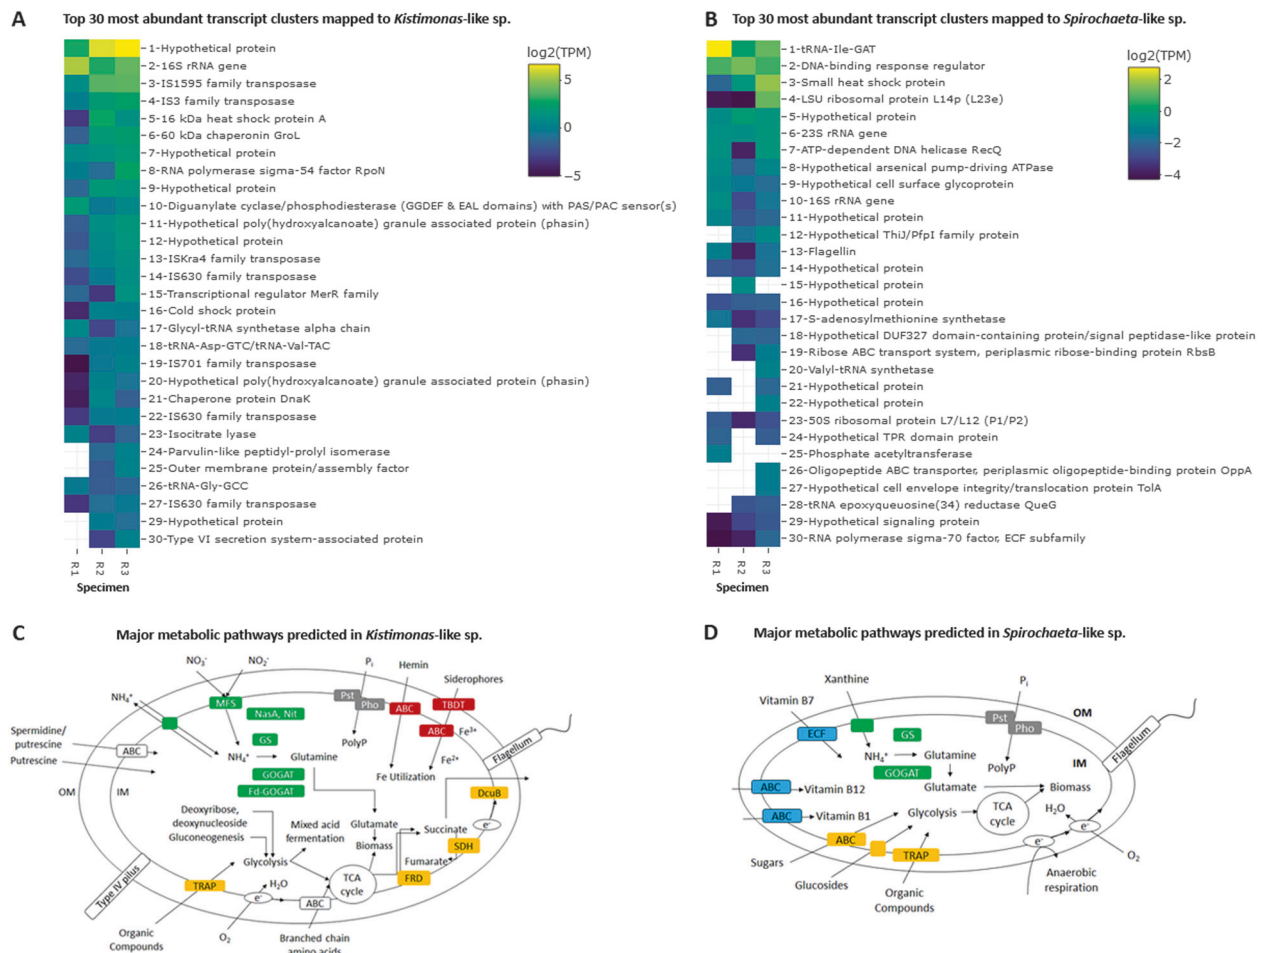 A Top 30 most abundant transcript clusters mapped to Kistimonas-like sp.
1-Hypothetical protein
2-16S rRNA gene
3-IS1595 family transposase
4-IS3 family transposase
5-16 kDa heat shock protein A
6-60 kDa chaperonin GroL
7-Hypothetical protein
8-RNA polymerase sigma-54 factor RpoN
9-Hypothetical protein
10-Diguanylate cyclase/phosphodiesterase (GGDEF & EAL domains) with PAS/PAC sensor(s)
11-Hypothetical poly(hydroxyalcanoate) granule associated protein (phasin)
12-Hypothetical protein
13-ISKra4 family transposase
14-IS630 family transposase
15-Transcriptional regulator MerR family
16-Cold shock protein
17-Glycyl-tRNA synthetase alpha chain
18-tRNA-Asp-GTC/tRNA-Val-TAC
19-IS701 family transposase
20-Hypothetical poly(hydroxyalcanoate) granule associated protein (phasin)
21-Chaperone protein DnaK
22-IS630 family transposase
23-Isocitrate lyase
24-Parvulin-like peptidyl-prolyl isomerase
25-Outer membrane protein/assembly factor
26-tRNA-Gly-GCC
27-IS630 family transposase
29-Hypothetical protein
30-Type VI secretion system-associated protein
R1 R2 R3
Specimen
log2(TPM)
5
0
−5
B Top 30 most abundant transcript clusters mapped to Spirochaeta-like sp.
1-tRNA-Ile-GAT
2-DNA-binding response regulator
3-Small heat shock protein
4-LSU ribosomal protein L14p (L23e)
5-Hypothetical protein
6-23S rRNA gene
7-ATP-dependent DNA helicase RecQ
8-Hypothetical arsenical pump-driving ATPase
9-Hypothetical cell surface glycoprotein
10-16S rRNA gene
11-Hypothetical protein
12-Hypothetical ThiJ/PfpI family protein
13-Flagellin
14-Hypothetical protein
15-Hypothetical protein
16-Hypothetical protein
17-S-adenosylmethionine synthetase
18-Hypothetical DUF327 domain-containing protein/signal peptidase-like protein
19-Ribose ABC transport system, periplasmic ribose-binding protein RbsB
20-Valyl-tRNA synthetase
21-Hypothetical protein
22-Hypothetical protein
23-50S ribosomal protein L7/L12 (P1/P2)
24-Hypothetical TPR domain protein
25-Phosphate acetyltransferase
26-Oligopeptide ABC transporter, periplasmic oligopeptide-binding protein OppA
27-Hypothetical cell envelope integrity/translocation protein TolA
28-tRNA epoxyqueuosine(34) reductase QueG
29-Hypothetical signaling protein
30-RNA polymerase sigma-70 factor, ECF subfamily
R1 R2 R3
Specimen
log2(TPM)
2
0
−2
−4
C Major metabolic pathways predicted in Kistimonas-like sp.
NO₃⁻ NO₂⁻ Pᵢ Hemin
Siderophores
NH₄⁺
MFS Pst Pho ABC TBDT
NasA, Nit
ABC Fe³⁺
Spermidine/
putrescine
Putrescine
ABC
GS
PolyP
Flagellum
NH₄⁺ Glutamine
Fe²⁺
GOGAT
Fe Utilization
Fd-GOGAT
OM IM
DcuB
Deoxyribose,
deoxynucleoside
Gluconeogenesis
Mixed acid
fermentation
Glutamate
Succinate
e⁻
Biomass
SDH
Glycolysis
Fumarate
TCA
cycle
FRD
Type IV pilus
TRAP
H₂O
e⁻
ABC
Organic
Compounds
O₂
Branched chain
amino acids
D Major metabolic pathways predicted in Spirochaeta-like sp.
Xanthine
Pᵢ
Vitamin B7
OM
Pst
Pho
ECF
GS
Flagellum
NH₄⁺ Glutamine
IM
PolyP
GOGAT
Glutamate
Biomass
ABC Vitamin B12
TCA
cycle
H₂O
Glycolysis
ABC Vitamin B1
e⁻
ABC
e⁻
TRAP
O₂
Sugars
Anaerobic
respiration
Glucosides
Organic
Compounds